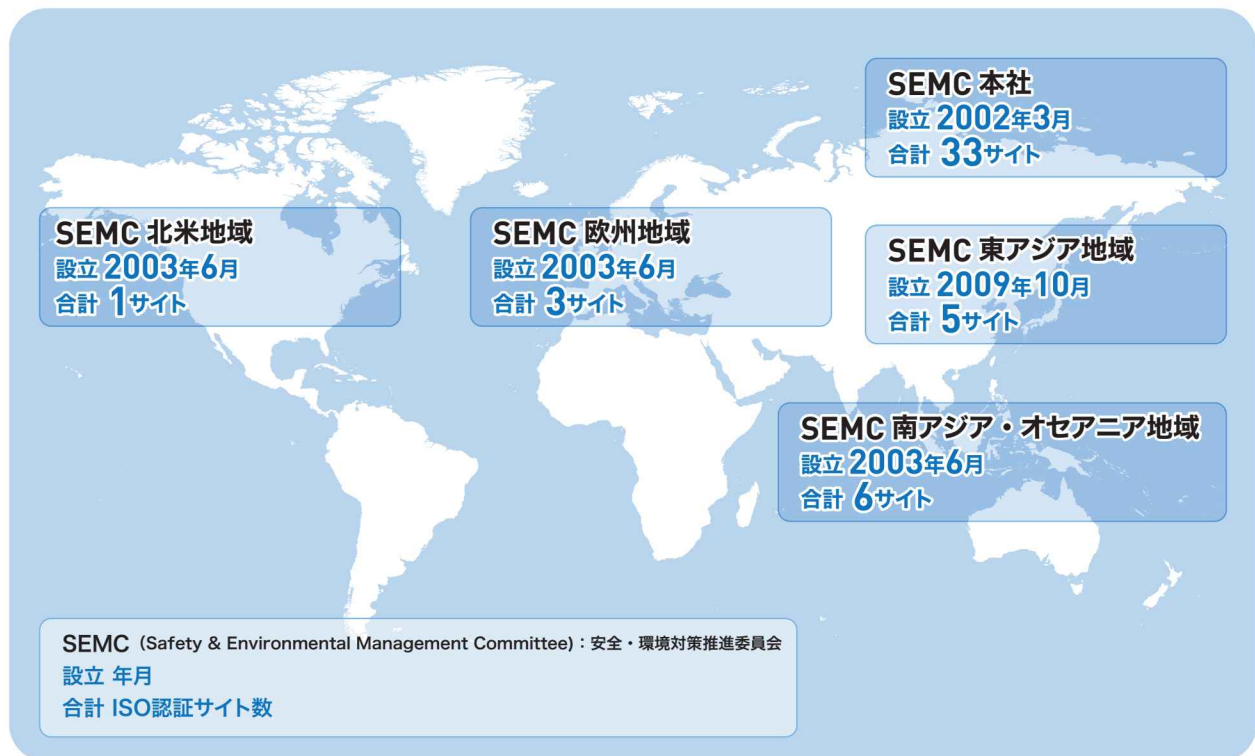 SEMC 本社
設立 2002年3月
合計 33サイト
SEMC 北米地域
設立 2003年6月
合計 1サイト
SEMC 欧州地域
設立 2003年6月
合計 3サイト
SEMC 東アジア地域
設立 2009年10月
合計 5サイト
SEMC 南アジア・オセアニア地域
設立 2003年6月
合計 6サイト
SEMC (Safety & Environmental Management Committee)：安全・環境対策推進委員会
設立 年月
合計 ISO認証サイト数